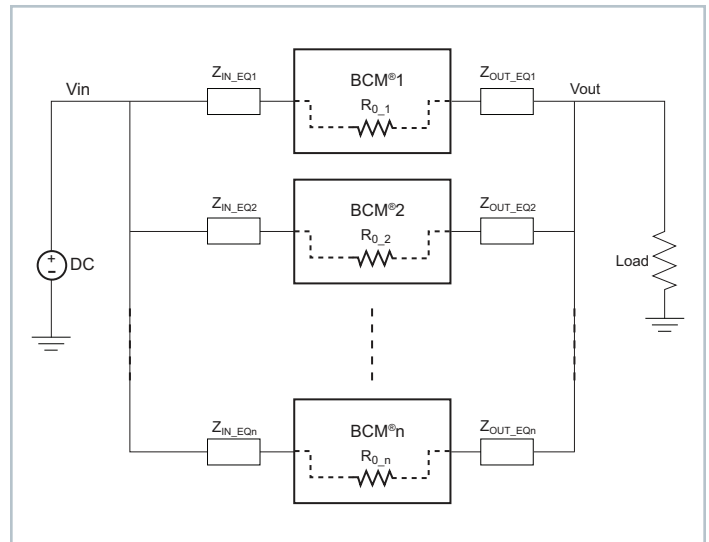 Vin
Z_IN_EQ1
BCM®1
R_0_1
Z_OUT_EQ1
Vout
Z_IN_EQ2
BCM®2
R_0_2
Z_OUT_EQ2
+
–
DC
Load
Z_IN_EQn
BCM®n
R_0_n
Z_OUT_EQn